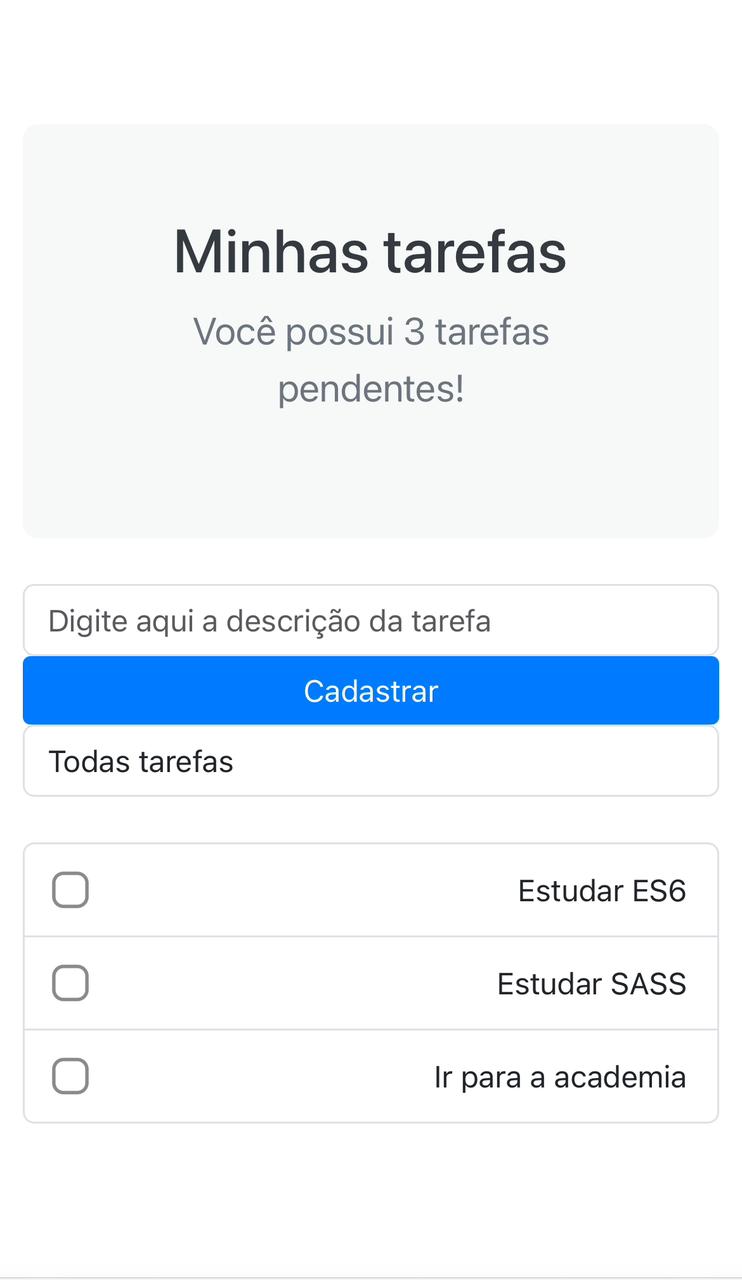 Minhas tarefas
Você possui 3 tarefas
pendentes!
Digite aqui a descrição da tarefa
Cadastrar
Todas tarefas
Estudar ES6
Estudar SASS
Ir para a academia